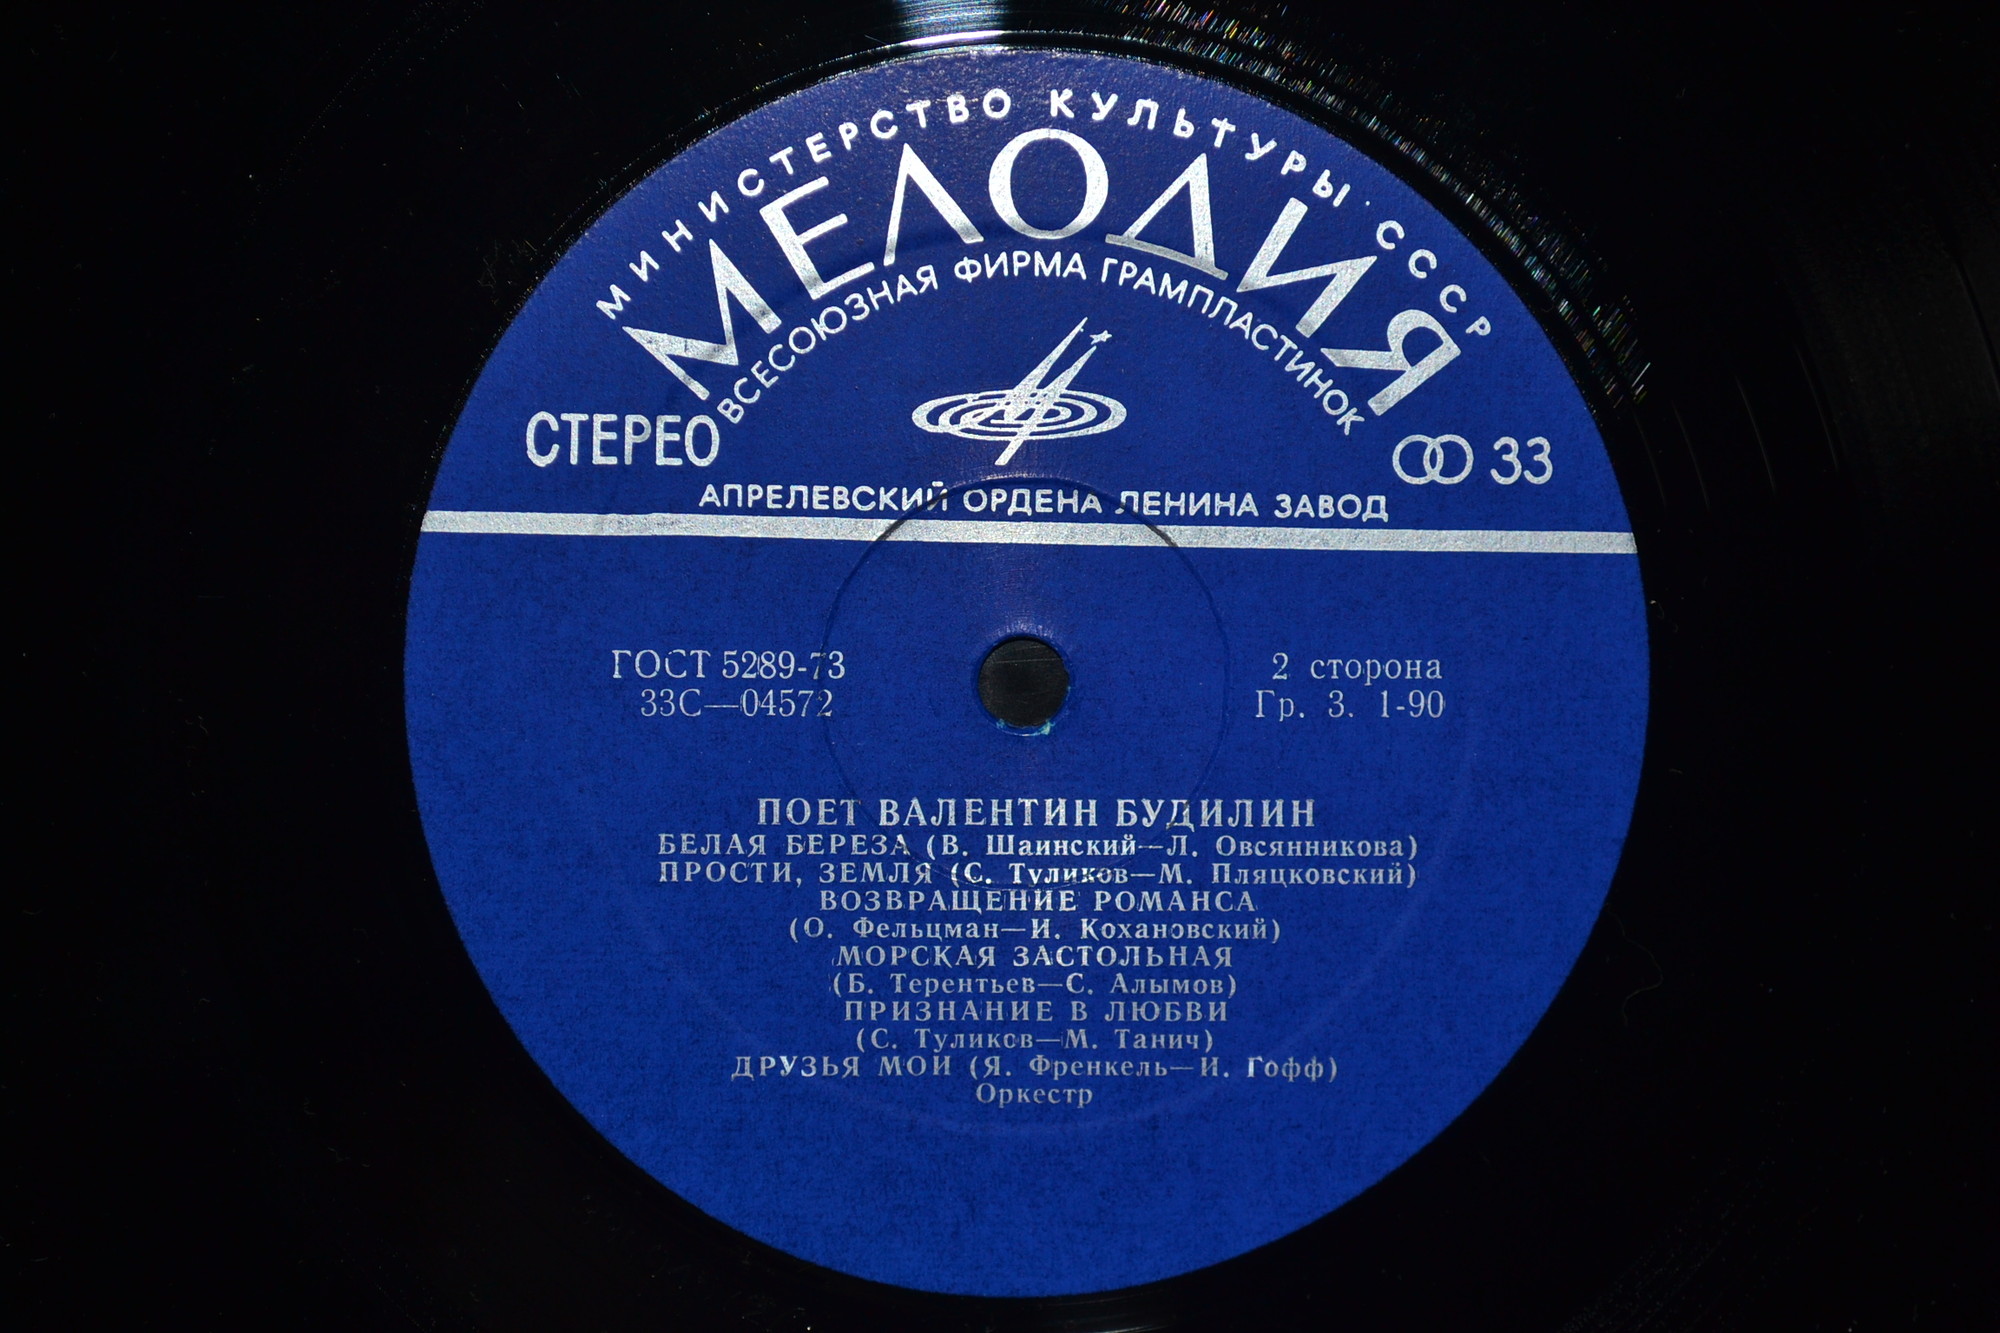 МИНИСТЕРСТВО КУЛЬТУРЫ · СССР
МЕЛОДИЯ
ВСЕСОЮЗНАЯ ФИРМА ГРАМПЛАСТИНОК
СТЕРЕО
33
АПРЕЛЕВСКИЙ ОРДЕНА ЛЕНИНА ЗАВОД
ГОСТ 5289-73
33С—04572
2 сторона
Гр. 3. 1-90
ПОЕТ ВАЛЕНТИН БУДИЛИН
БЕЛАЯ БЕРЕЗА (В. Шаинский—Л. Овсянникова)
ПРОСТИ, ЗЕМЛЯ (С. Туликов—М. Пляцковский)
ВОЗВРАЩЕНИЕ РОМАНСА
(О. Фельцман—И. Кохановский)
МОРСКАЯ ЗАСТОЛЬНАЯ
(Б. Терентьев—С. Алымов)
ПРИЗНАНИЕ В ЛЮБВИ
(С. Туликов—М. Танич)
ДРУЗЬЯ МОИ (Я. Френкель—И. Гофф)
Оркестр